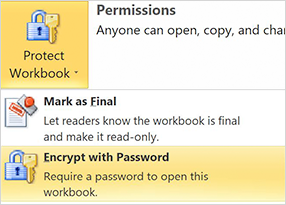 Permissions
Anyone can open, copy, and cha
Protect
Workbook
Mark as Final
Let readers know the workbook is final
and make it read-only.
Encrypt with Password
Require a password to open this
workbook.